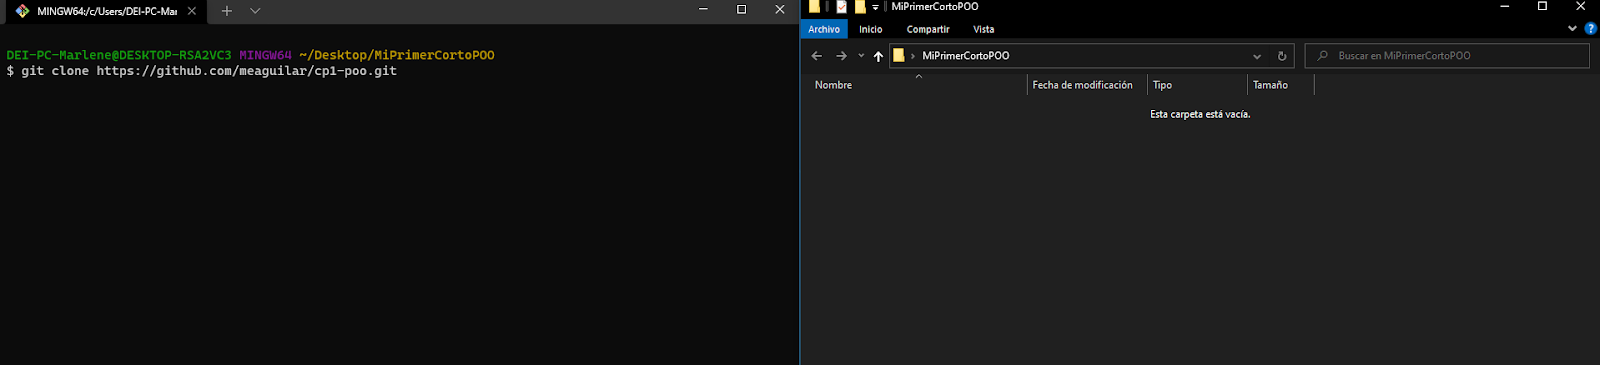 MINGW64:/c/Users/DEI-PC-Mar
DEI-PC-Marlene@DESKTOP-RSA2VC3 MINGW64 ~/Desktop/MiPrimerCortoPOO
$ git clone https://github.com/meaguilar/cp1-poo.git
MiPrimerCortoPOO
Archivo Inicio Compartir Vista
MiPrimerCortoPOO
Buscar en MiPrimerCortoPOO
Nombre Fecha de modificación Tipo Tamaño
Esta carpeta está vacía.